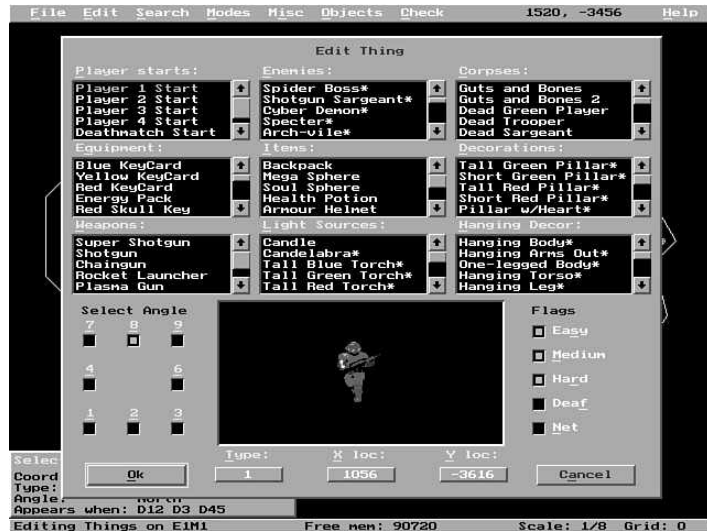 File Edit Search Modes Misc Objects Check 1520, -3456 Help
Edit Thing
Player starts: Enemies: Corpses:
Player 1 Start Spider Boss* Guts and Bones
Player 2 Start Shotgun Sargeant* Guts and Bones 2
Player 3 Start Cyber Demon* Dead Green Player
Player 4 Start Specter* Dead Trooper
Deathmatch Start Arch-vile* Dead Sargeant
Equipment: Items: Decorations:
Blue KeyCard Backpack Tall Green Pillar*
Yellow KeyCard Mega Sphere Short Green Pillar*
Red KeyCard Soul Sphere Tall Red Pillar*
Energy Pack Health Potion Short Red Pillar*
Red Skull Key Armour Helmet Pillar w/Heart*
Weapons: Light Sources: Hanging Decor:
Super Shotgun Candle Hanging Body*
Shotgun Candelabra* Hanging Arms Out*
Chaingun Tall Blue Torch* One-legged Body*
Rocket Launcher Tall Green Torch* Hanging Torso*
Plasma Gun Tall Red Torch* Hanging Leg*
Select Angle Flags
7 8 9 Easy
Medium
4 6 Hard
Deaf
1 2 3 Net
Type: X loc: Y loc:
Ok 1 1056 -3616 Cancel
Selec
Coord
Type:
Angle: North
Appears when: D12 D3 D45
Editing Things on E1M1 Free mem: 90720 Scale: 1/8 Grid: 0